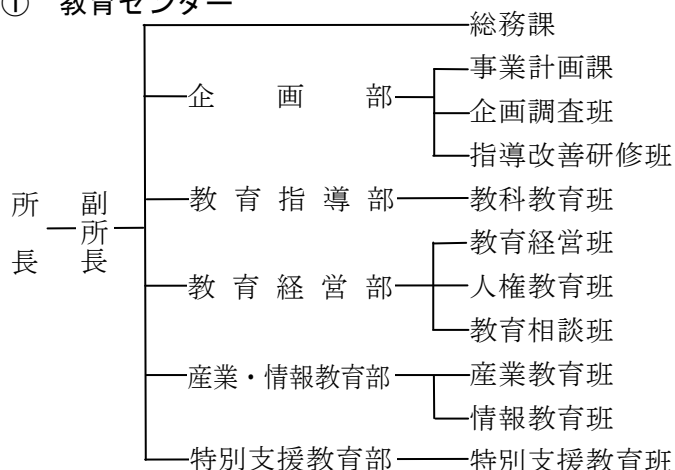 ① 教育センター
総務課
企画部
事業計画課
企画調査班
指導改善研修班
所長
副所長
教育指導部
教科教育班
教育経営部
教育経営班
人権教育班
教育相談班
産業・情報教育部
産業教育班
情報教育班
特別支援教育部
特別支援教育班